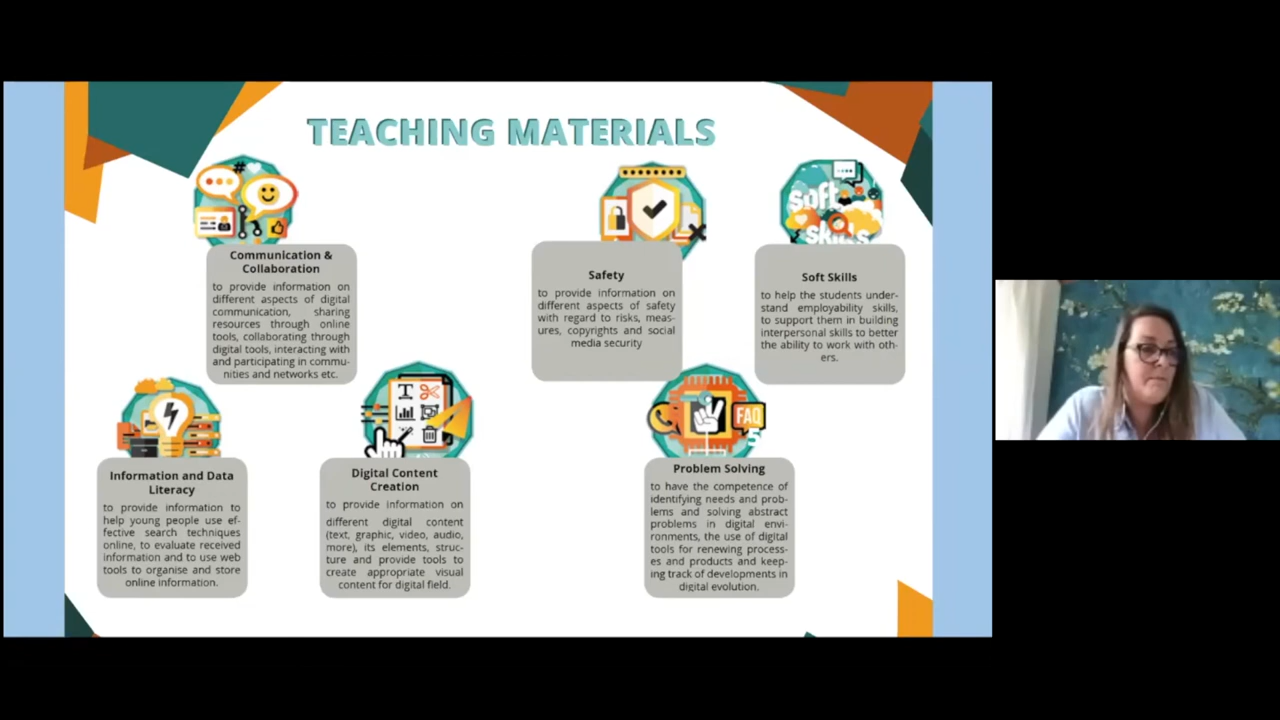 TEACHING MATERIALS
#
Communication &
Collaboration
to provide information on
different aspects of digital
communication, sharing
resources through online
tools, collaborating through
digital tools, interacting with
and participating in commu-
nities and networks etc.
Safety
to provide information on
different aspects of safety
with regard to risks, meas-
ures, copyrights and social
media security
soft
skills
Soft Skills
to help the students under-
stand employability skills,
to support them in building
interpersonal skills to better
the ability to work with oth-
ers.
Information and Data
Literacy
to provide information to
help young people use ef-
fective search techniques
online, to evaluate received
information and to use web
tools to organise and store
online information.
T
Digital Content
Creation
to provide information on
different digital content
(text, graphic, video, audio,
more), its elements, struc-
ture and provide tools to
create appropriate visual
content for digital field.
FAQ
Problem Solving
to have the competence of
identifying needs and prob-
lems and solving abstract
problems in digital envi-
ronments, the use of digital
tools for renewing process-
es and products and keep-
ing track of developments in
digital evolution.